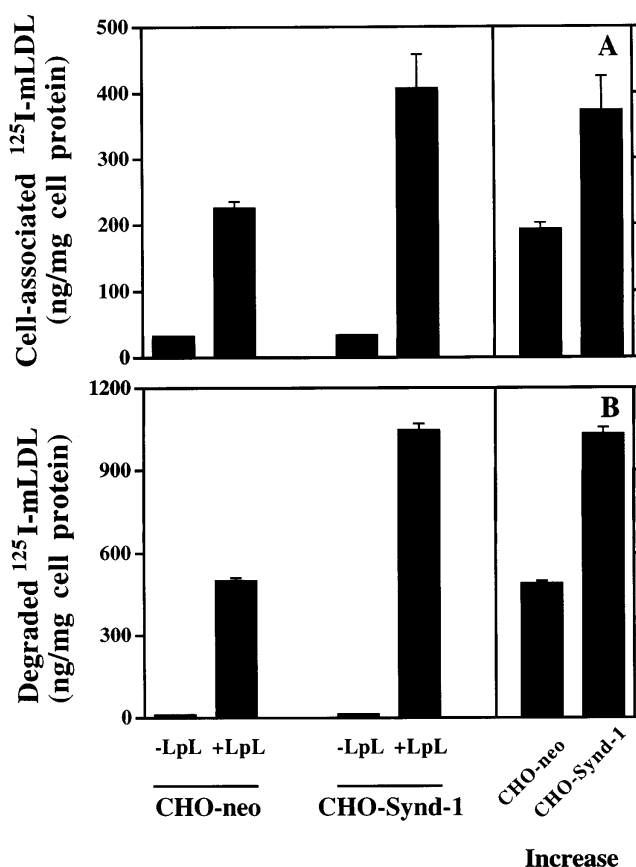 A
Cell-associated ¹²⁵I-mLDL
(ng/mg cell protein)
500
400
300
200
100
0
B
Degraded ¹²⁵I-mLDL
(ng/mg cell protein)
1200
900
600
300
0
-LpL +LpL -LpL +LpL
CHO-neo CHO-Synd-1
CHO-neo
CHO-Synd-1
Increase